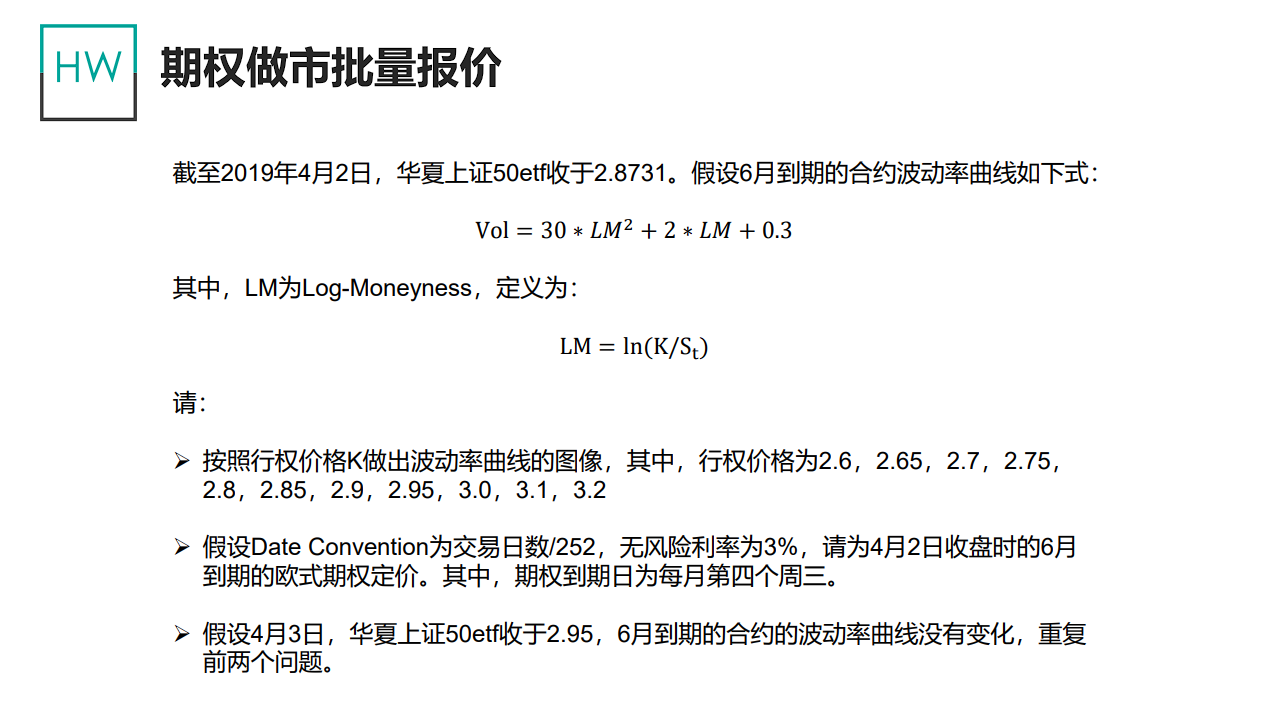 HW
期权做市批量报价
截至2019年4月2日，华夏上证50etf收于2.8731。假设6月到期的合约波动率曲线如下式：
Vol = 30 ∗ LM² + 2 ∗ LM + 0.3
其中，LM为Log-Moneyness，定义为：
LM = ln(K/Sₜ)
请：
➢ 按照行权价格K做出波动率曲线的图像，其中，行权价格为2.6，2.65，2.7，2.75，
2.8，2.85，2.9，2.95，3.0，3.1，3.2
➢ 假设Date Convention为交易日数/252，无风险利率为3%，请为4月2日收盘时的6月
到期的欧式期权定价。其中，期权到期日为每月第四个周三。
➢ 假设4月3日，华夏上证50etf收于2.95，6月到期的合约的波动率曲线没有变化，重复
前两个问题。